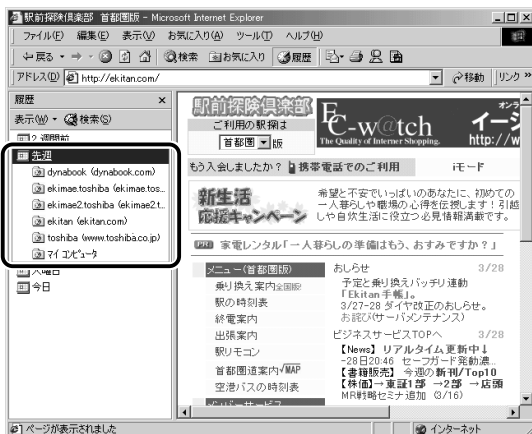 駅前探険倶楽部 首都圏版 - Microsoft Internet Explorer
ファイル(F) 編集(E) 表示(V) お気に入り(A) ツール(T) ヘルプ(H)
戻る 検索 お気に入り 履歴
アドレス(D) http://ekitan.com/ 移動 リンク »
履歴 ×
表示(W) 検索(S)
2 週間前
先週
dynabook (dynabook.com)
ekimae.toshiba (ekimae.tos...
ekimae2.toshiba (ekimae2.t...
ekitan (ekitan.com)
toshiba (www.toshiba.co.jp)
マイ コンピュータ
火曜日
今日
駅前探険倶楽部
ご利用の駅探は
首都圏 版
EC-w@tch
The Quality of Internet Shopping.
オンラ
イー
http://w
もう入会しましたか? 携帯電話でのご利用 iモード
新生活
応援キャンペーン
希望と不安でいっぱいのあなたに、初めての
一人暮らしや職場の心得を伝授します!引越
しや自炊生活に役立つ必見情報満載です。
PR 家電レンタル「一人暮らしの準備はもう、おすみですか?」
メニュー(首都圏版)
乗り換え案内全国版
駅の時刻表
終電案内
出張案内
駅リモコン
首都圏道案内 MAP
空港バスの時刻表
メンバーサービス
おしらせ 3/28
予定と乗り換えバッチリ連動
「Ekitan手帳」。
3/27-28 ダイヤ改正のおしらせ。
お詫び(サーバメンテナンス)
ビジネスサービスTOPへ 3/28
【News】リアルタイム更新中↓
-28日20:46 セーフガード発動濃...
【書籍販売】今週の新刊/Top10
【株価】→東証1部 →2部 →店頭
MR戦略セミナ追加 (3/16)
ページが表示されました
インターネット